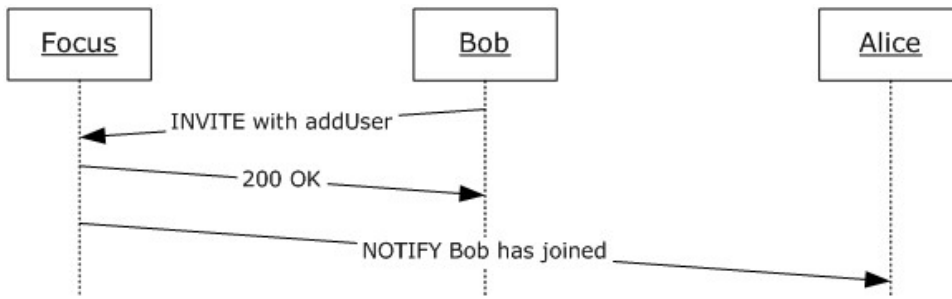 Focus
Bob
Alice
INVITE with addUser
200 OK
NOTIFY Bob has joined